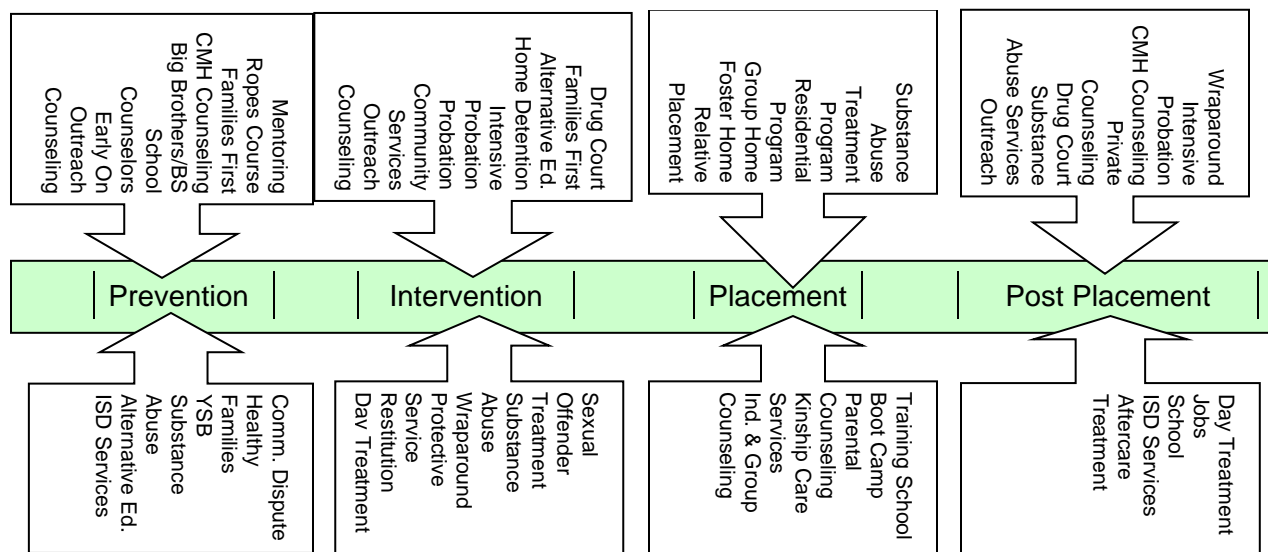 Mentoring
Ropes Course
Families First
CMH Counseling
Big Brothers/BS
School
Counselors
Early On
Outreach
Counseling
Drug Court
Families First
Alternative Ed.
Home Detention
Intensive
Probation
Probation
Community
Services
Outreach
Counseling
Substance
Abuse
Treatment
Program
Residential
Program
Group Home
Foster Home
Relative
Placement
Wraparound
Intensive
Probation
CMH Counseling
Private
Counseling
Drug Court
Substance
Abuse Services
Outreach
Prevention
Intervention
Placement
Post Placement
Comm. Dispute
Healthy
Families
YSB
Substance
Abuse
Alternative Ed.
ISD Services
Sexual
Offender
Treatment
Substance
Abuse
Wraparound
Protective
Service
Restitution
Day Treatment
Training School
Boot Camp
Parental
Counseling
Kinship Care
Services
Ind. & Group
Counseling
Day Treatment
Jobs
School
ISD Services
Aftercare
Treatment